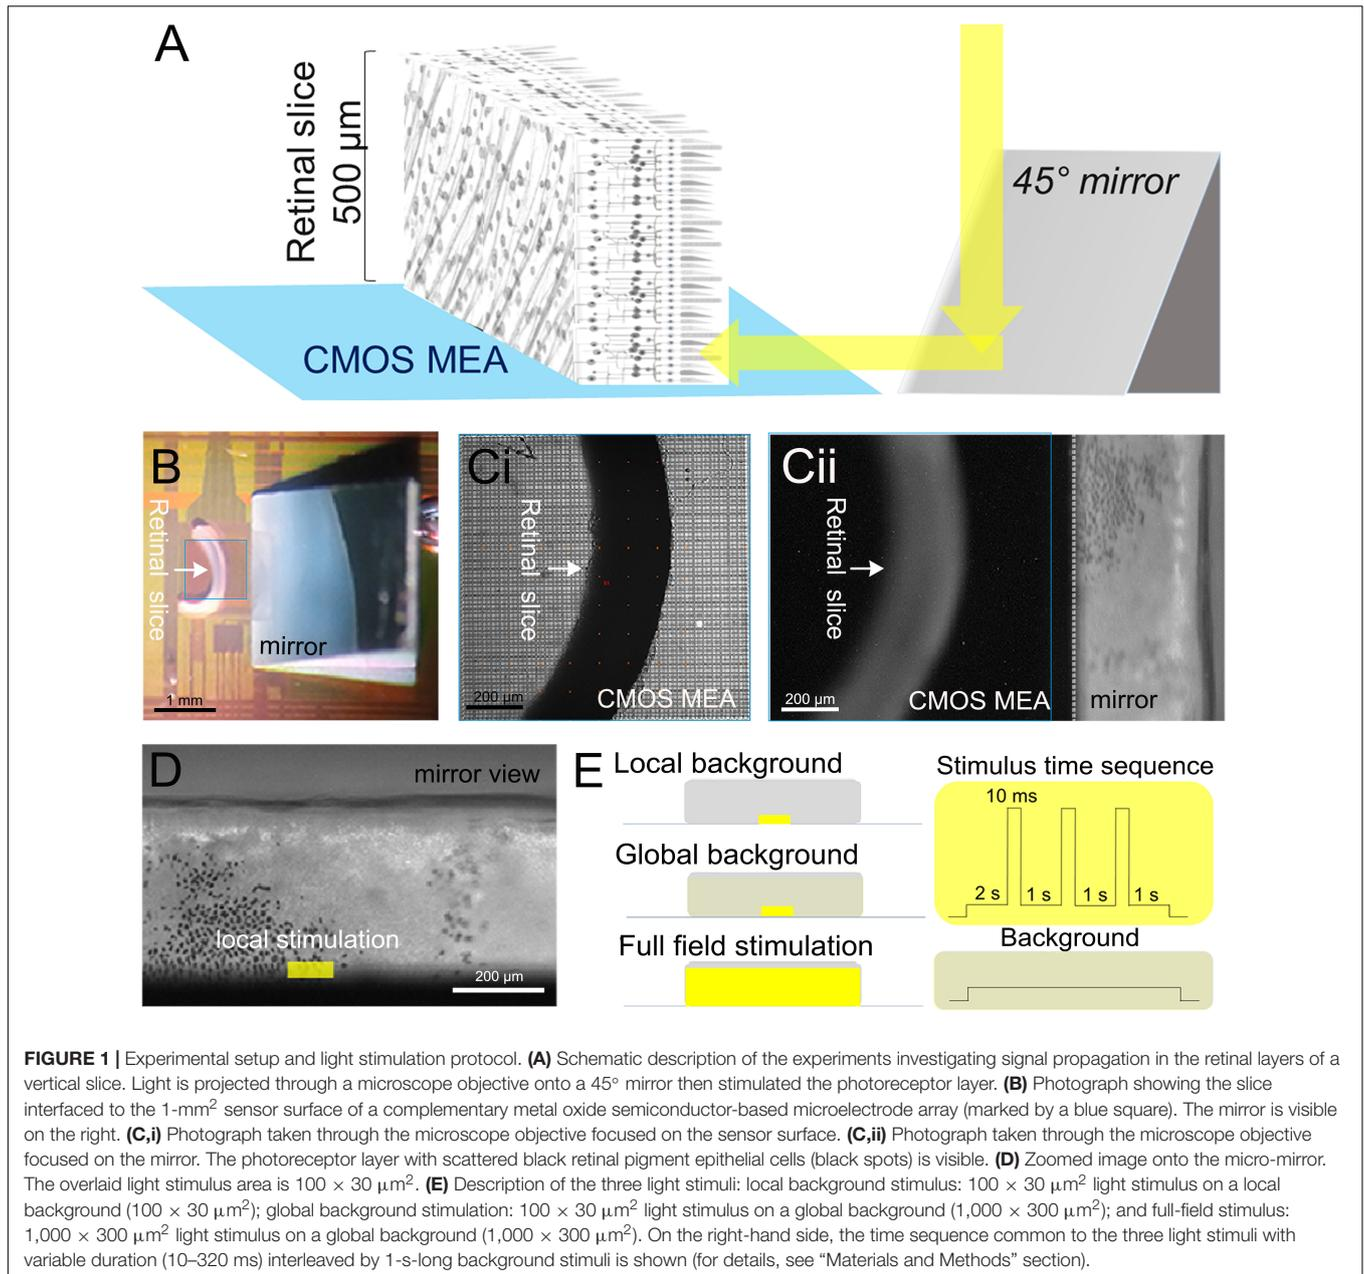 A
Retinal slice
500 µm
45° mirror
CMOS MEA
B
Retinal slice
mirror
1 mm
Ci
Retinal slice
200 µm
CMOS MEA
Cii
Retinal slice
200 µm
CMOS MEA
mirror
D
mirror view
local stimulation
200 µm
E
Local background
Global background
Full field stimulation
Stimulus time sequence
10 ms
2 s 1 s 1 s 1 s
Background
FIGURE 1 | Experimental setup and light stimulation protocol. (A) Schematic description of the experiments investigating signal propagation in the retinal layers of a
vertical slice. Light is projected through a microscope objective onto a 45° mirror then stimulated the photoreceptor layer. (B) Photograph showing the slice
interfaced to the 1-mm² sensor surface of a complementary metal oxide semiconductor-based microelectrode array (marked by a blue square). The mirror is visible
on the right. (C,i) Photograph taken through the microscope objective focused on the sensor surface. (C,ii) Photograph taken through the microscope objective
focused on the mirror. The photoreceptor layer with scattered black retinal pigment epithelial cells (black spots) is visible. (D) Zoomed image onto the micro-mirror.
The overlaid light stimulus area is 100 × 30 µm². (E) Description of the three light stimuli: local background stimulus: 100 × 30 µm² light stimulus on a local
background (100 × 30 µm²); global background stimulation: 100 × 30 µm² light stimulus on a global background (1,000 × 300 µm²); and full-field stimulus:
1,000 × 300 µm² light stimulus on a global background (1,000 × 300 µm²). On the right-hand side, the time sequence common to the three light stimuli with
variable duration (10–320 ms) interleaved by 1-s-long background stimuli is shown (for details, see “Materials and Methods” section).